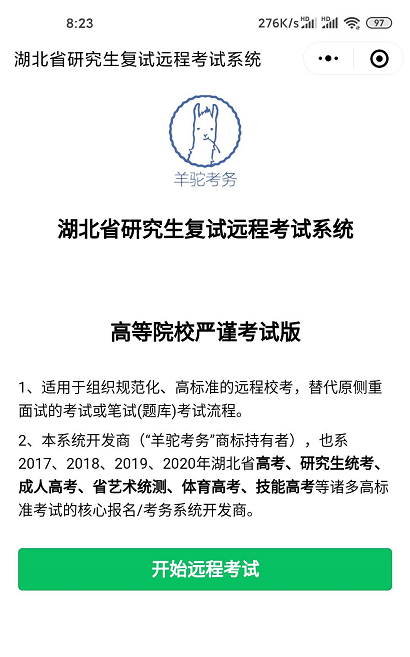 8:23
276K/s HD HD 97
湖北省研究生复试远程考试系统
羊驼考务
湖北省研究生复试远程考试系统
高等院校严谨考试版
1、适用于组织规范化、高标准的远程校考，替代原侧重
面试的考试或笔试(题库)考试流程。
2、本系统开发商（“羊驼考务”商标持有者），也系
2017、2018、2019、2020年湖北省高考、研究生统考、
成人高考、省艺术统测、体育高考、技能高考等诸多高标
准考试的核心报名/考务系统开发商。
开始远程考试